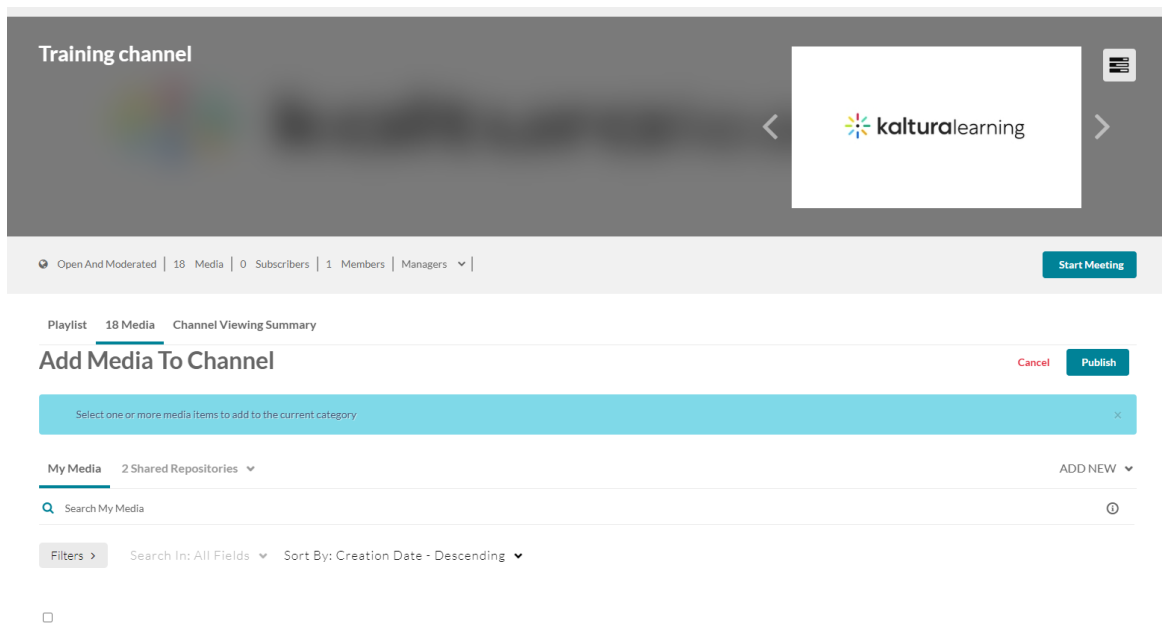 Training channel
kalturalearning
Open And Moderated | 18 Media | 0 Subscribers | 1 Members | Managers |
Start Meeting
Playlist 18 Media Channel Viewing Summary
Add Media To Channel
Cancel Publish
Select one or more media items to add to the current category ×
My Media 2 Shared Repositories ADD NEW
Search My Media
Filters > Search In: All Fields Sort By: Creation Date - Descending